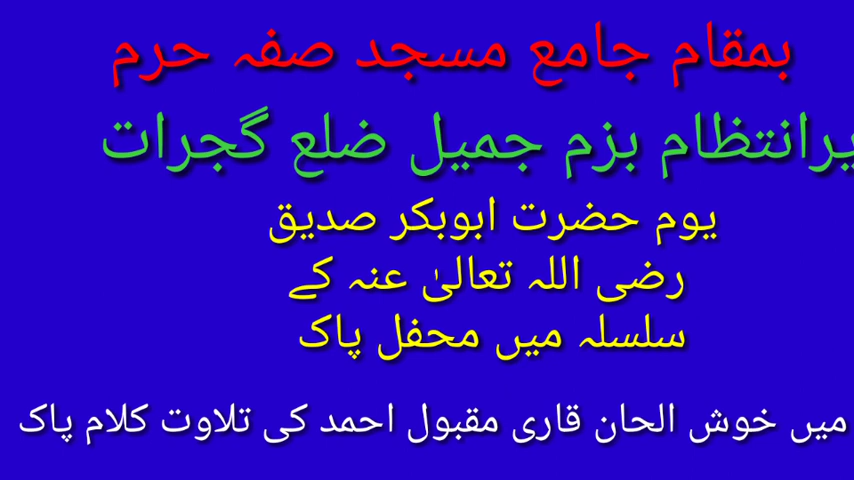 بمقام جامع مسجد صفہ حرم
یرانتظام بزم جمیل ضلع گجرات
یوم حضرت ابوبکر صدیق
رضی اللہ تعالیٰ عنہ کے
سلسلہ میں محفل پاک
میں خوش الحان قاری مقبول احمد کی تلاوت کلام پاک